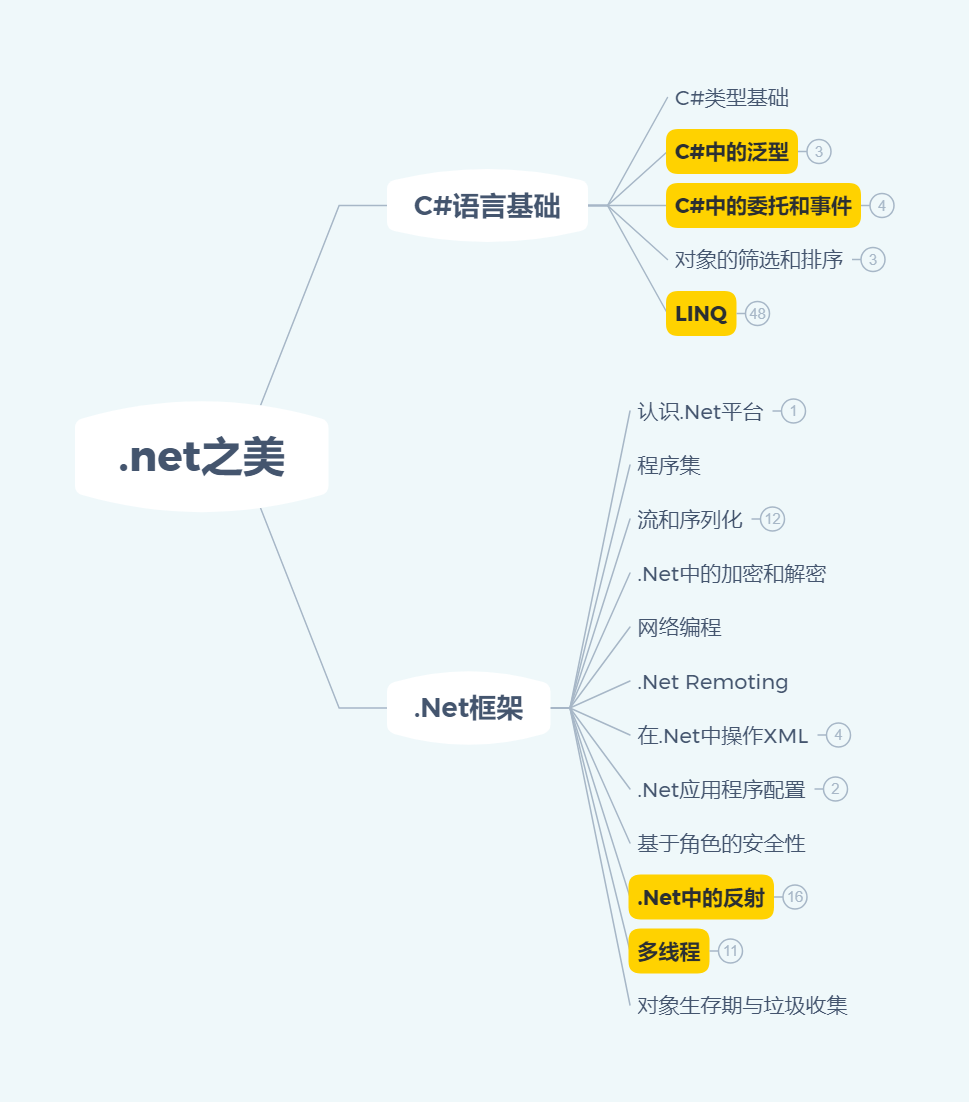 .net之美
C#语言基础
C#类型基础
C#中的泛型 3
C#中的委托和事件 4
对象的筛选和排序 3
LINQ 48
.Net框架
认识.Net平台 1
程序集
流和序列化 12
.Net中的加密和解密
网络编程
.Net Remoting
在.Net中操作XML 4
.Net应用程序配置 2
基于角色的安全性
.Net中的反射 16
多线程 11
对象生存期与垃圾收集